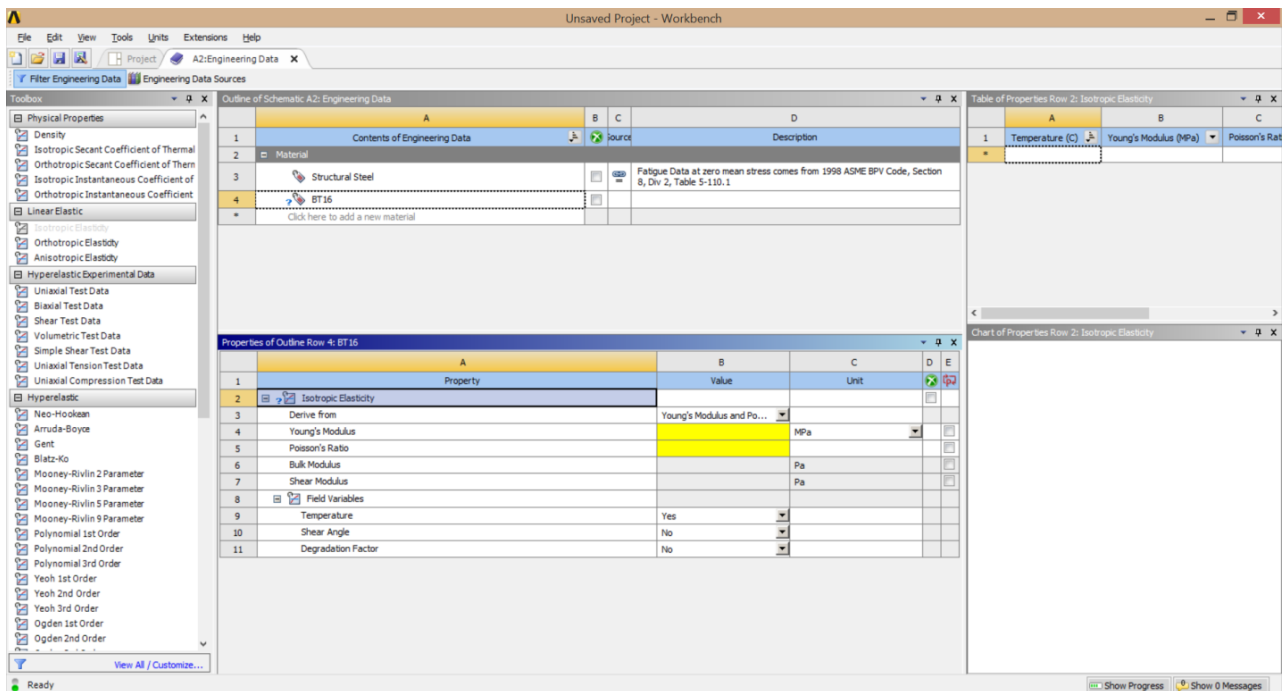 Unsaved Project - Workbench
File Edit View Tools Units Extensions Help
Project A2:Engineering Data
Filter Engineering Data Engineering Data Sources
Toolbox
Physical Properties
Density
Isotropic Secant Coefficient of Thermal
Orthotropic Secant Coefficient of Therm
Isotropic Instantaneous Coefficient of
Orthotropic Instantaneous Coefficient
Linear Elastic
Isotropic Elasticity
Orthotropic Elasticity
Anisotropic Elasticity
Hyperelastic Experimental Data
Uniaxial Test Data
Biaxial Test Data
Shear Test Data
Volumetric Test Data
Simple Shear Test Data
Uniaxial Tension Test Data
Uniaxial Compression Test Data
Hyperelastic
Neo-Hookean
Arruda-Boyce
Gent
Blatz-Ko
Mooney-Rivlin 2 Parameter
Mooney-Rivlin 3 Parameter
Mooney-Rivlin 5 Parameter
Mooney-Rivlin 9 Parameter
Polynomial 1st Order
Polynomial 2nd Order
Polynomial 3rd Order
Yeoh 1st Order
Yeoh 2nd Order
Yeoh 3rd Order
Ogden 1st Order
Ogden 2nd Order
View All / Customize...
Outline of Schematic A2: Engineering Data
A B C D
1 Contents of Engineering Data Source Description
2 Material
3 Structural Steel Fatigue Data at zero mean stress comes from 1998 ASME BPV Code, Section
8, Div 2, Table 5-110.1
4 ? BT16
* Click here to add a new material
Properties of Outline Row 4: BT16
A B C D E
1 Property Value Unit
2 ? Isotropic Elasticity
3 Derive from Young's Modulus and Po...
4 Young's Modulus MPa
5 Poisson's Ratio
6 Bulk Modulus Pa
7 Shear Modulus Pa
8 Field Variables
9 Temperature Yes
10 Shear Angle No
11 Degradation Factor No
Table of Properties Row 2: Isotropic Elasticity
A B C
1 Temperature (C) Young's Modulus (MPa) Poisson's Rat
*
Chart of Properties Row 2: Isotropic Elasticity
Ready
Show Progress Show 0 Messages